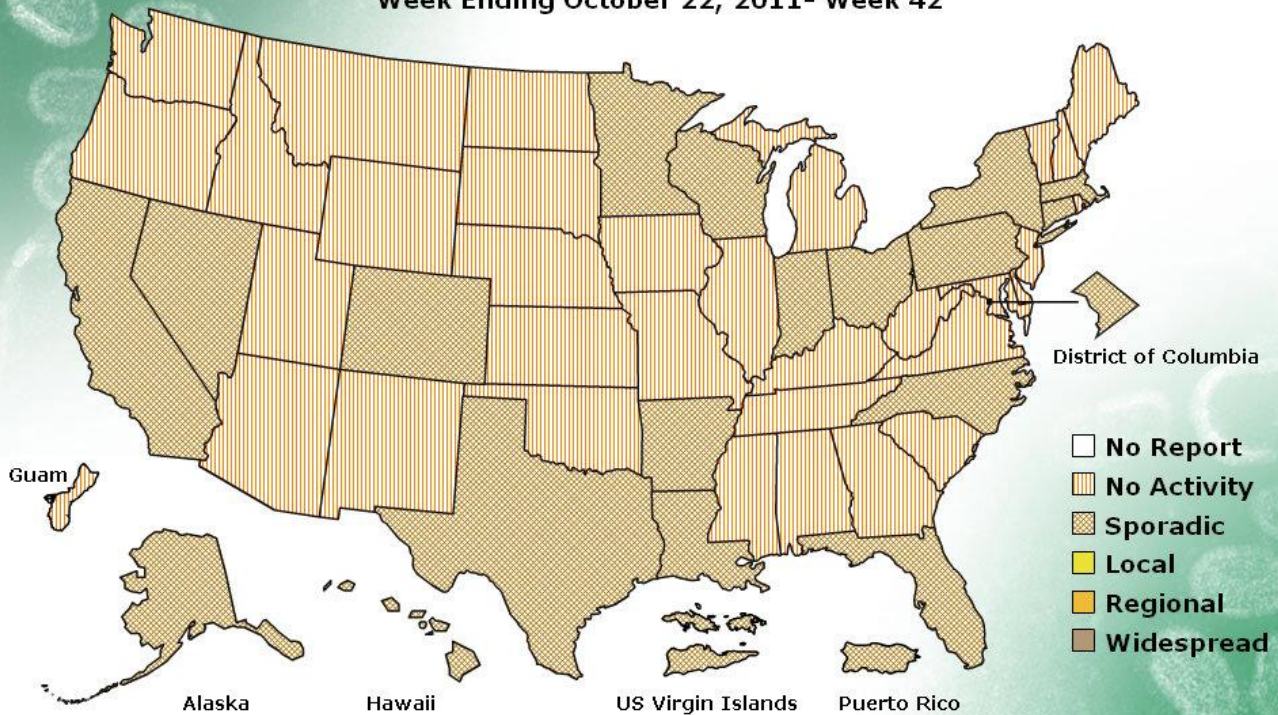 Week Ending October 22, 2011- Week 42
District of Columbia
No Report
Guam
No Activity
Sporadic
Local
Regional
Widespread
Alaska
Hawaii
US Virgin Islands
Puerto Rico